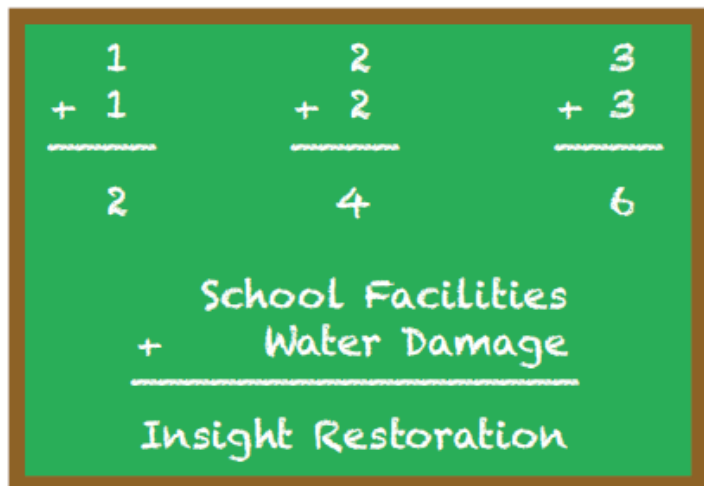 1 2 3
+ 1 + 2 + 3
2 4 6
School Facilities
+ Water Damage
Insight Restoration